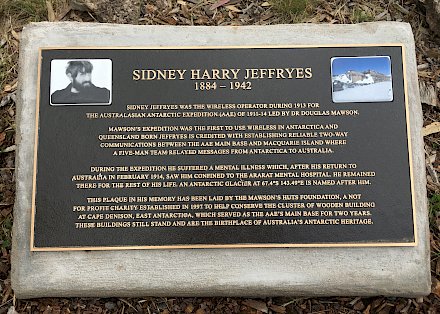 SIDNEY HARRY JEFFRYES
1884 – 1942
SIDNEY JEFFRYES WAS THE WIRELESS OPERATOR DURING 1913 FOR
THE AUSTRALASIAN ANTARCTIC EXPEDITION (AAE) OF 1911-14 LED BY DR DOUGLAS MAWSON.
MAWSON'S EXPEDITION WAS THE FIRST TO USE WIRELESS IN ANTARCTICA AND
QUEENSLAND BORN JEFFRYES IS CREDITED WITH ESTABLISHING RELIABLE TWO-WAY
COMMUNICATIONS BETWEEN THE AAE MAIN BASE AND MACQUARIE ISLAND WHERE
A FIVE-MAN TEAM RELAYED MESSAGES FROM ANTARCTICA TO AUSTRALIA.
DURING THE EXPEDITION HE SUFFERED A MENTAL ILLNESS WHICH, AFTER HIS RETURN TO
AUSTRALIA IN FEBRUARY 1914, SAW HIM CONFINED TO THE ARARAT MENTAL HOSPITAL. HE REMAINED
THERE FOR THE REST OF HIS LIFE. AN ANTARCTIC GLACIER AT 67.4°S 143.49°E IS NAMED AFTER HIM.
THIS PLAQUE IN HIS MEMORY HAS BEEN LAID BY THE MAWSON'S HUTS FOUNDATION, A NOT
FOR PROFIT CHARITY ESTABLISHED IN 1997 TO HELP CONSERVE THE CLUSTER OF WOODEN BUILDING
AT CAPE DENISON, EAST ANTARCTICA, WHICH SERVED AS THE AAE'S MAIN BASE FOR TWO YEARS.
THESE BUILDINGS STILL STAND AND ARE THE BIRTHPLACE OF AUSTRALIA'S ANTARCTIC HERITAGE.